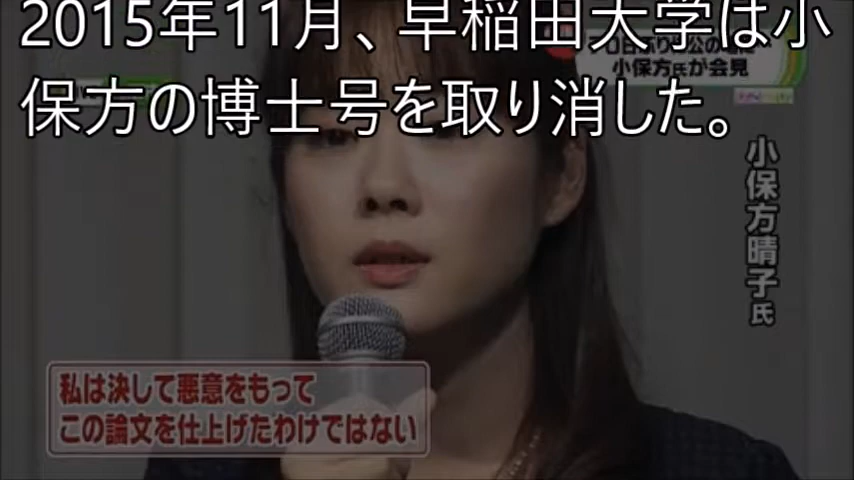 2015年11月、早稲田大学は小
保方の博士号を取り消した。
小保方氏が会見
小保方晴子氏
私は決して悪意をもって
この論文を仕上げたわけではない